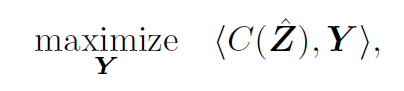 maximize ⟨C(Ẑ), Y⟩,
Y